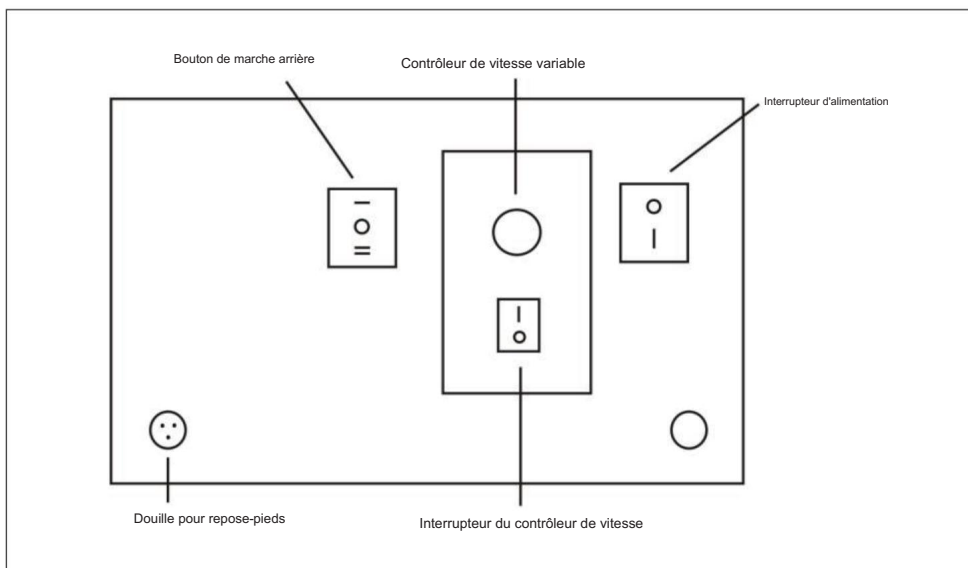 Bouton de marche arrière
Contrôleur de vitesse variable
Interrupteur d'alimentation
Douille pour repose-pieds
Interrupteur du contrôleur de vitesse